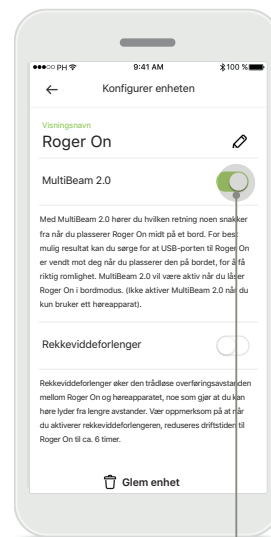 PH 9:41 AM 100 %
Konfigurer enheten
Visningsnavn
Roger On
MultiBeam 2.0
Med MultiBeam 2.0 hører du hvilken retning noen snakker
fra når du plasserer Roger On midt på et bord. For best
mulig resultat kan du sørge for at USB-porten til Roger On
er vendt mot deg når du plasserer den på bordet, for å få
riktig romlighet. MultiBeam 2.0 vil være aktiv når du låser
Roger On i bordmodus. (Ikke aktiver MultiBeam 2.0 når du
kun bruker ett høreapparat).
Rekkeviddeforlenger
Rekkeviddeforlenger øker den trådløse overføringsavstanden
mellom Roger On og høreapparatet, noe som gjør at du kan
høre lyder fra lengre avstander. Vær oppmerksom på at når
du aktiverer rekkeviddeforlengeren, reduseres driftstiden til
Roger On til ca. 6 timer.
Glem enhet